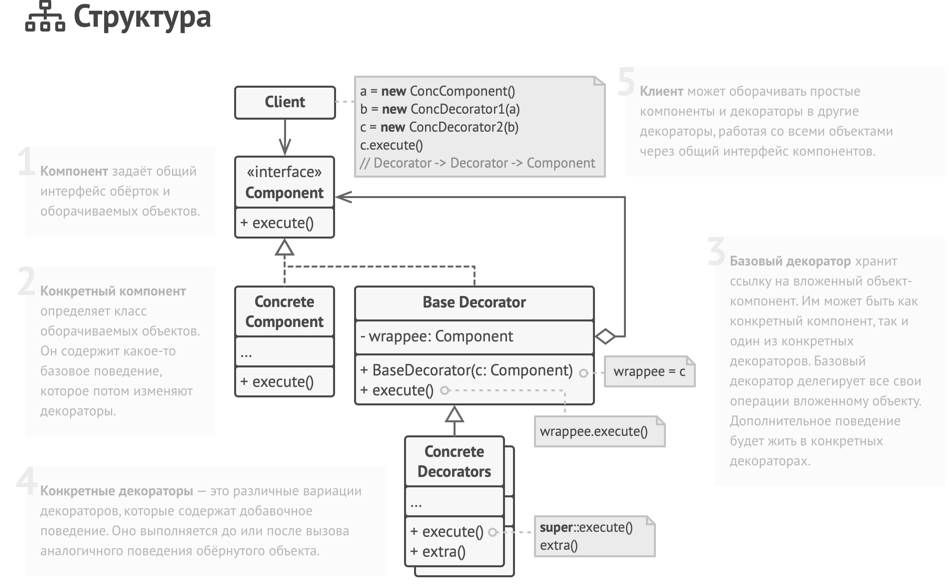 Структура
Client
a = new ConcComponent()
b = new ConcDecorator1(a)
c = new ConcDecorator2(b)
c.execute()
// Decorator -> Decorator -> Component
5
Клиент может оборачивать простые
компоненты и декораторы в другие
декораторы, работая со всеми объектами
через общий интерфейс компонентов.
1
Компонент задаёт общий
интерфейс обёрток и
оборачиваемых объектов.
«interface»
Component
+ execute()
2
Конкретный компонент
определяет класс
оборачиваемых объектов.
Он содержит какое-то
базовое поведение,
которое потом изменяют
декораторы.
Concrete
Component
...
+ execute()
Base Decorator
- wrappee: Component
+ BaseDecorator(c: Component)
+ execute()
wrappee = c
wrappee.execute()
3
Базовый декоратор хранит
ссылку на вложенный объект-
компонент. Им может быть как
конкретный компонент, так и
один из конкретных
декораторов. Базовый
декоратор делегирует все свои
операции вложенному объекту.
Дополнительное поведение
будет жить в конкретных
декораторах.
4
Конкретные декораторы — это различные вариации
декораторов, которые содержат добавочное
поведение. Оно выполняется до или после вызова
аналогичного поведения обёрнутого объекта.
Concrete
Decorators
...
+ execute()
+ extra()
super::execute()
extra()